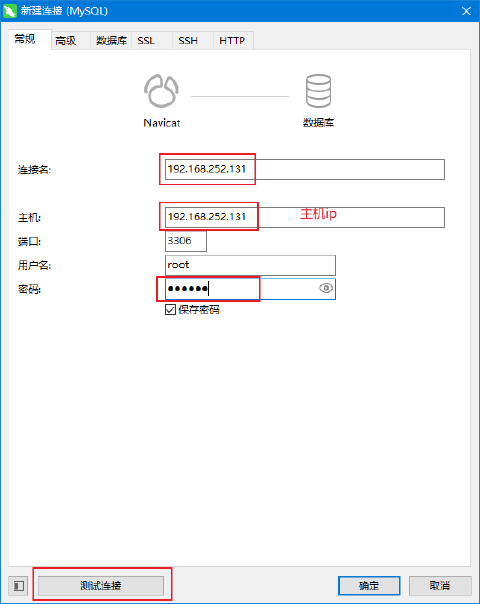 新建连接 (MySQL)
常规 高级 数据库 SSL SSH HTTP
Navicat 数据库
连接名: 192.168.252.131
主机: 192.168.252.131 主机ip
端口: 3306
用户名: root
密码: ●●●●●●
保存密码
测试连接 确定 取消